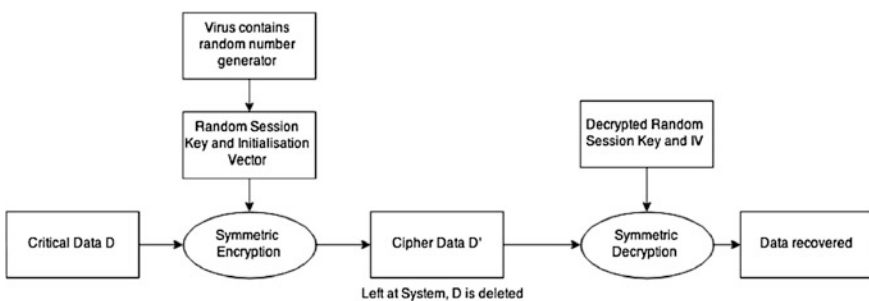 Virus contains
random number
generator
Random Session
Key and Initialisation
Vector
Decrypted Random
Session Key and IV
Critical Data D
Symmetric
Encryption
Cipher Data D'
Symmetric
Decryption
Data recovered
Left at System, D is deleted